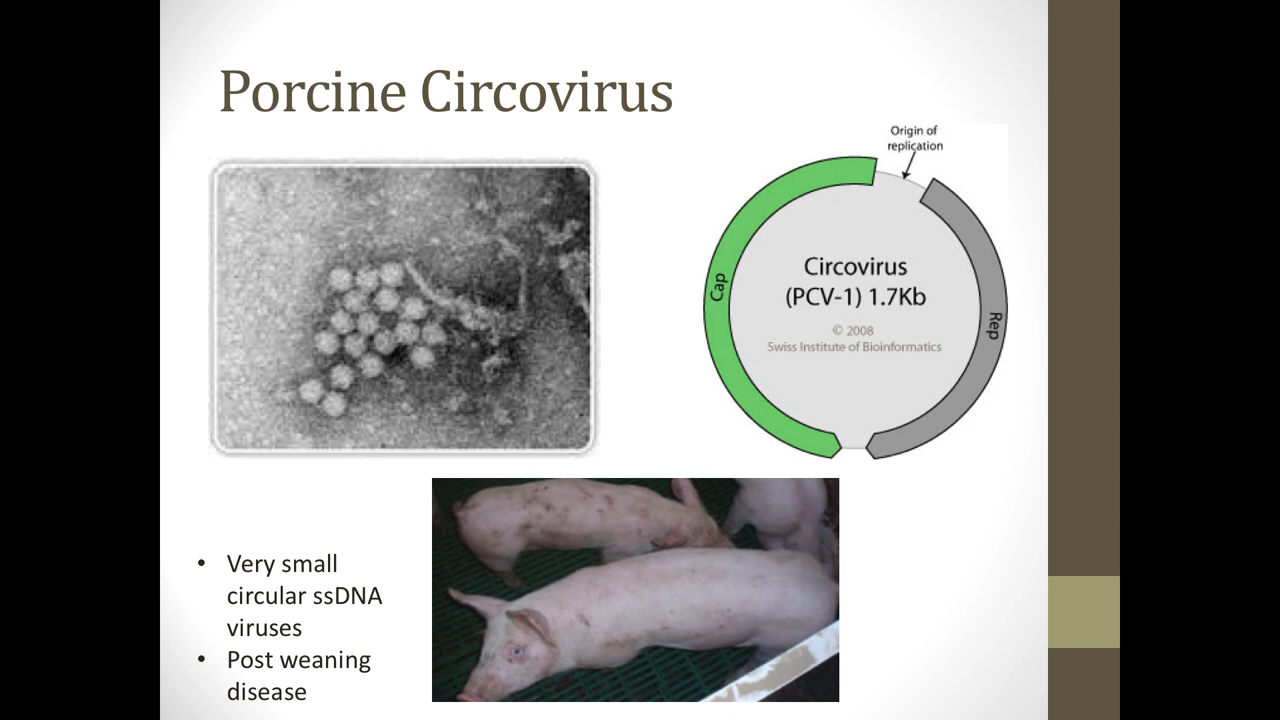 Porcine Circovirus
Origin of
replication
Cap
Circovirus
(PCV-1) 1.7Kb
© 2008
Swiss Institute of Bioinformatics
Rep
• Very small
circular ssDNA
viruses
• Post weaning
disease